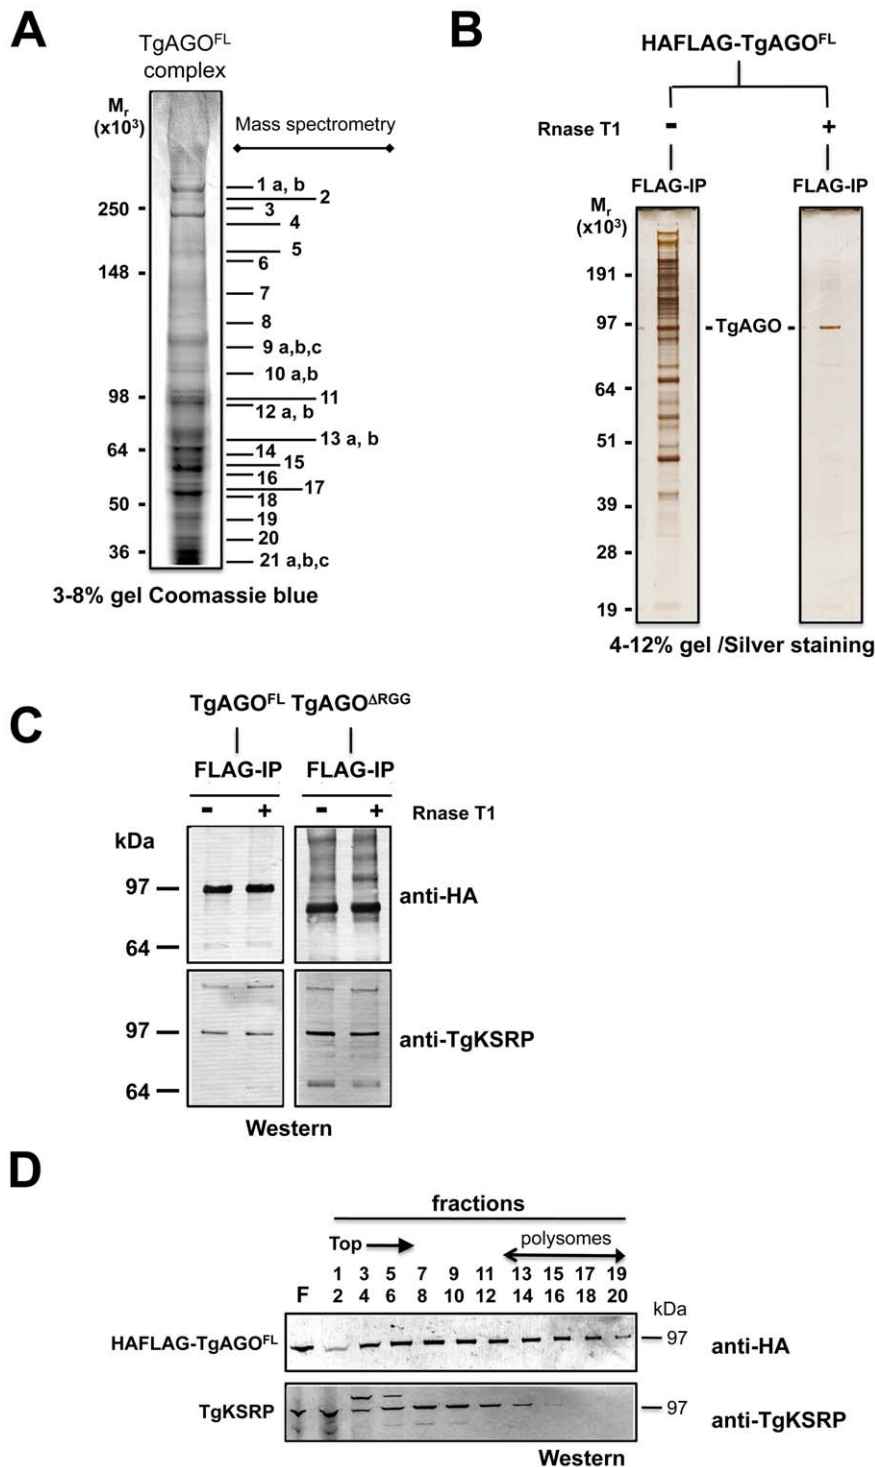 A
TgAGOFL
complex
Mr
(x10³)
Mass spectrometry
1 a, b
2
3
4
5
6
7
8
9 a,b,c
10 a,b
11
12 a, b
13 a, b
14
15
16
17
18
19
20
21 a,b,c
250 -
148 -
98 -
64 -
50 -
36 -
3-8% gel Coomassie blue
B
HAFLAG-TgAGOFL
Rnase T1 - +
FLAG-IP FLAG-IP
Mr
(x10³)
191 -
97 -
64 -
51 -
39 -
28 -
19 -
- TgAGO -
4-12% gel /Silver staining
C
TgAGOFL TgAGOΔRGG
FLAG-IP FLAG-IP
- + - + Rnase T1
kDa
97
64
anti-HA
97
64
anti-TgKSRP
Western
D
fractions
Top polysomes
1 3 5 7 9 11 13 15 17 19
F 2 4 6 8 10 12 14 16 18 20
kDa
HAFLAG-TgAGOFL 97 anti-HA
TgKSRP 97 anti-TgKSRP
Western